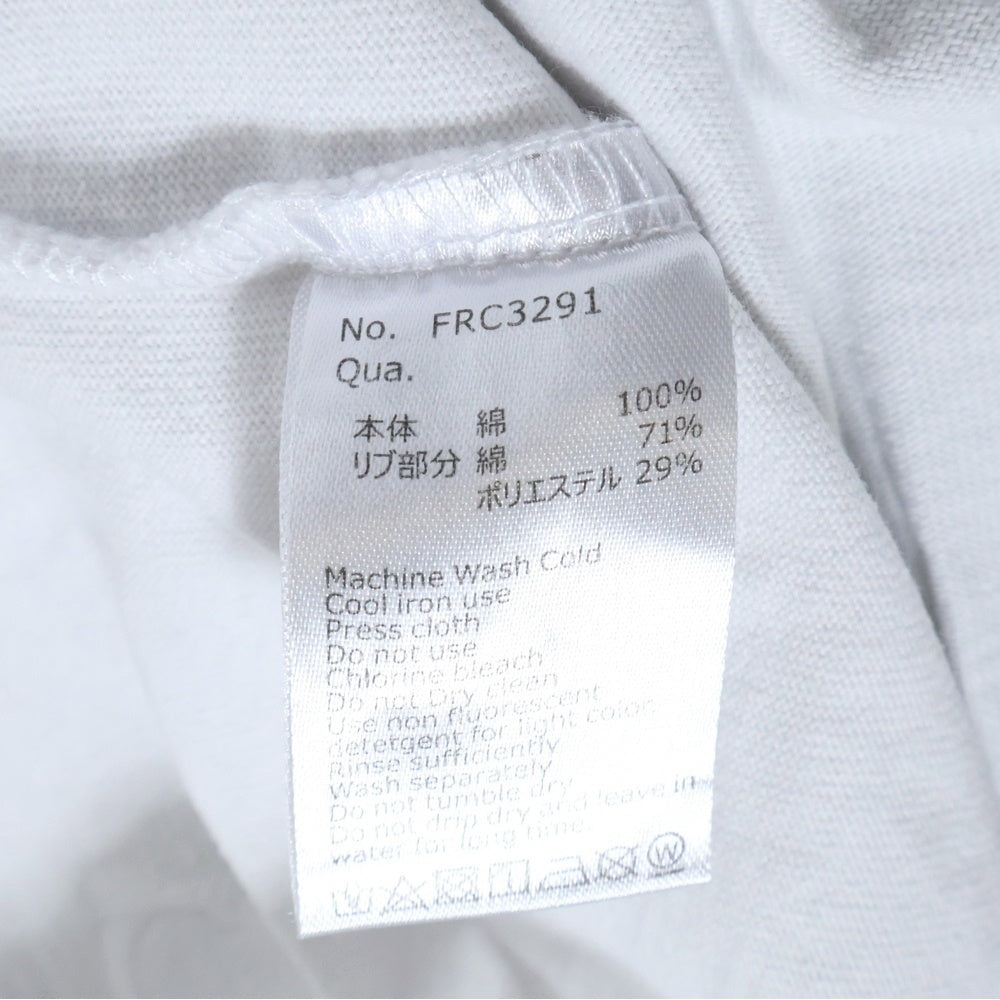 No. FRC3291
Qua.
本体 綿 100%
リブ部分 綿 71%
ポリエステル 29%
Machine Wash Cold
Cool iron use
Press cloth
Do not use
Chlorine bleach
Do not Dry clean
Use non fluorescent
detergent for light color.
Rinse sufficiently
Wash separately
Do not tumble dry
Do not drip dry and leave in
water for long time.
W